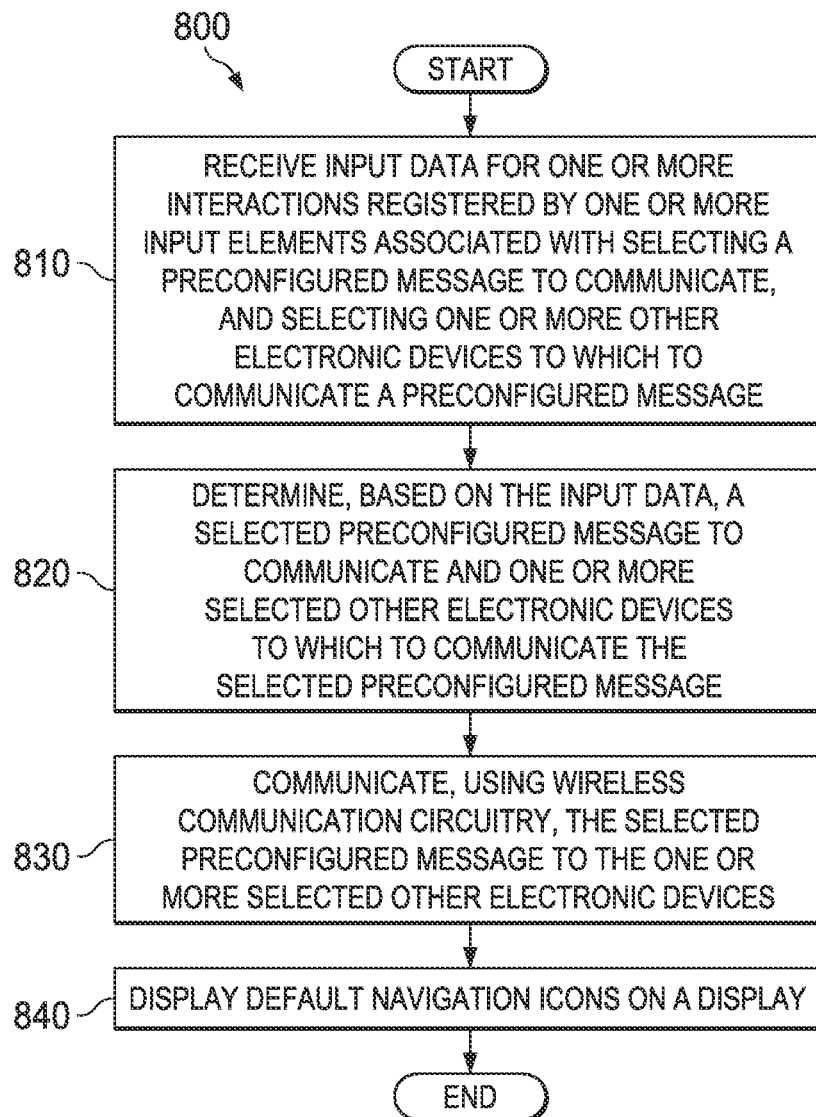 800
START
810
RECEIVE INPUT DATA FOR ONE OR MORE
INTERACTIONS REGISTERED BY ONE OR MORE
INPUT ELEMENTS ASSOCIATED WITH SELECTING A
PRECONFIGURED MESSAGE TO COMMUNICATE,
AND SELECTING ONE OR MORE OTHER
ELECTRONIC DEVICES TO WHICH TO
COMMUNICATE A PRECONFIGURED MESSAGE
820
DETERMINE, BASED ON THE INPUT DATA, A
SELECTED PRECONFIGURED MESSAGE TO
COMMUNICATE AND ONE OR MORE
SELECTED OTHER ELECTRONIC DEVICES
TO WHICH TO COMMUNICATE THE
SELECTED PRECONFIGURED MESSAGE
830
COMMUNICATE, USING WIRELESS
COMMUNICATION CIRCUITRY, THE SELECTED
PRECONFIGURED MESSAGE TO THE ONE OR
MORE SELECTED OTHER ELECTRONIC DEVICES
840
DISPLAY DEFAULT NAVIGATION ICONS ON A DISPLAY
END